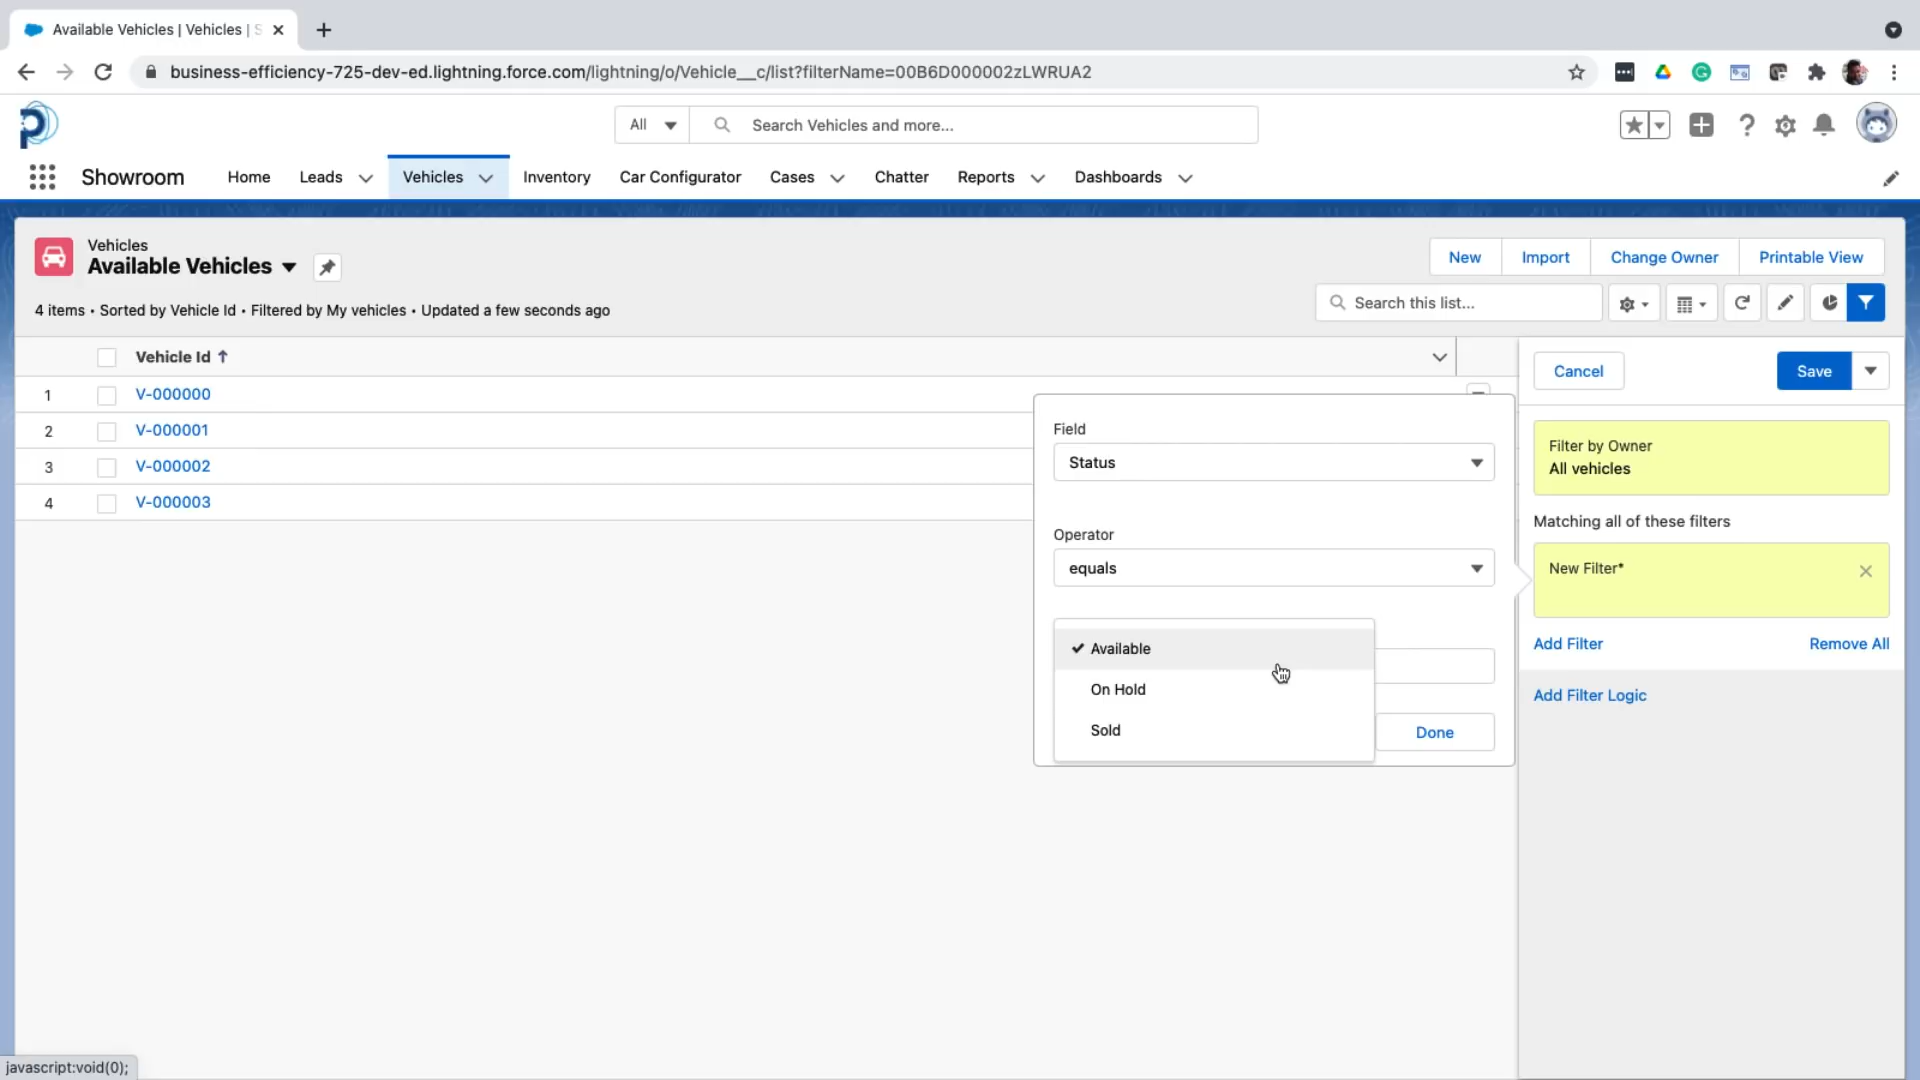 Available Vehicles | Vehicles | S
business-efficiency-725-dev-ed.lightning.force.com/lightning/o/Vehicle__c/list?filterName=00B6D000002zLWRUA2
All
Search Vehicles and more...
Showroom
Home
Leads
Vehicles
Inventory
Car Configurator
Cases
Chatter
Reports
Dashboards
Vehicles
Available Vehicles
New
Import
Change Owner
Printable View
4 items • Sorted by Vehicle Id • Filtered by My vehicles • Updated a few seconds ago
Search this list...
Vehicle Id
1 V-000000
2 V-000001
3 V-000002
4 V-000003
Field
Status
Operator
equals
Available
On Hold
Sold
Done
Cancel
Save
Filter by Owner
All vehicles
Matching all of these filters
New Filter*
Add Filter
Remove All
Add Filter Logic
javascript:void(0);